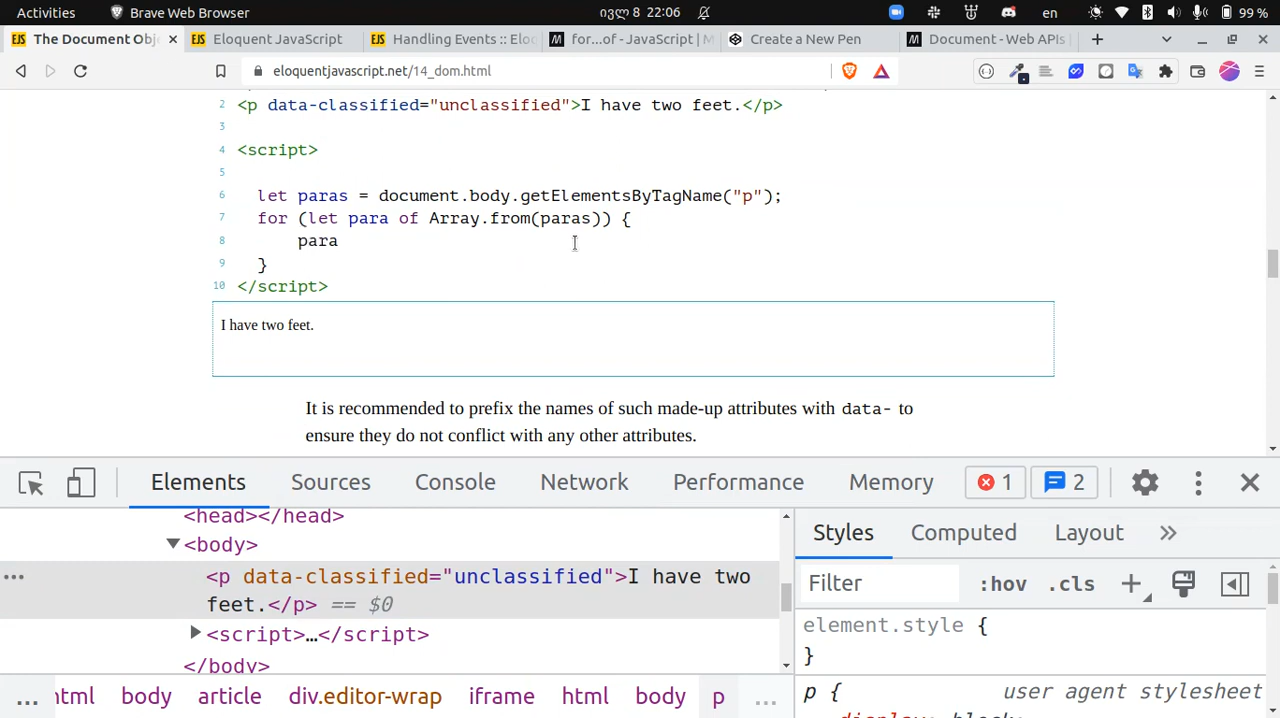 Activities Brave Web Browser ივლ 8 22:06 en 99 %
The Document Obj Eloquent JavaScript Handling Events :: Elo for...of - JavaScript | M Create a New Pen Document - Web APIs |
eloquentjavascript.net/14_dom.html
2 <p data-classified="unclassified">I have two feet.</p>
3
4 <script>
5
6 let paras = document.body.getElementsByTagName("p");
7 for (let para of Array.from(paras)) {
8 para
9 }
10 </script>
I have two feet.
It is recommended to prefix the names of such made-up attributes with data- to
ensure they do not conflict with any other attributes.
Elements Sources Console Network Performance Memory 1 2
<head></head>
<body>
<p data-classified="unclassified">I have two
feet.</p> == $0
<script>…</script>
</body>
html body article div.editor-wrap iframe html body p ...
Styles Computed Layout
Filter :hov .cls
element.style {
}
p { user agent stylesheet
display: block;